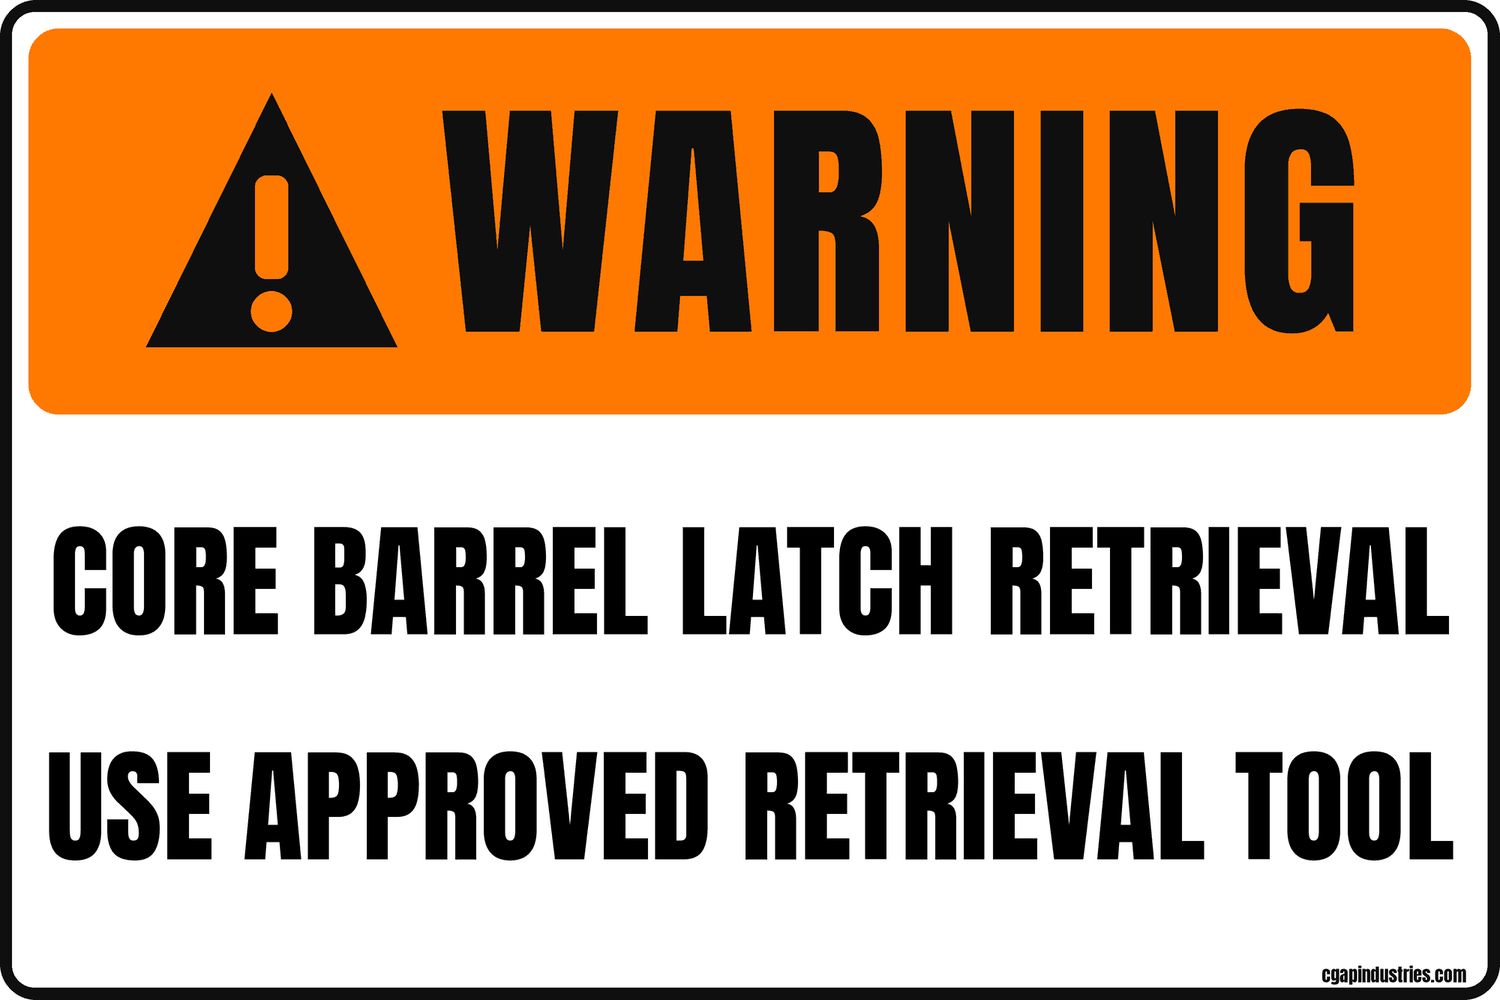 WARNING
CORE BARREL LATCH RETRIEVAL
USE APPROVED RETRIEVAL TOOL
cgapindustries.com